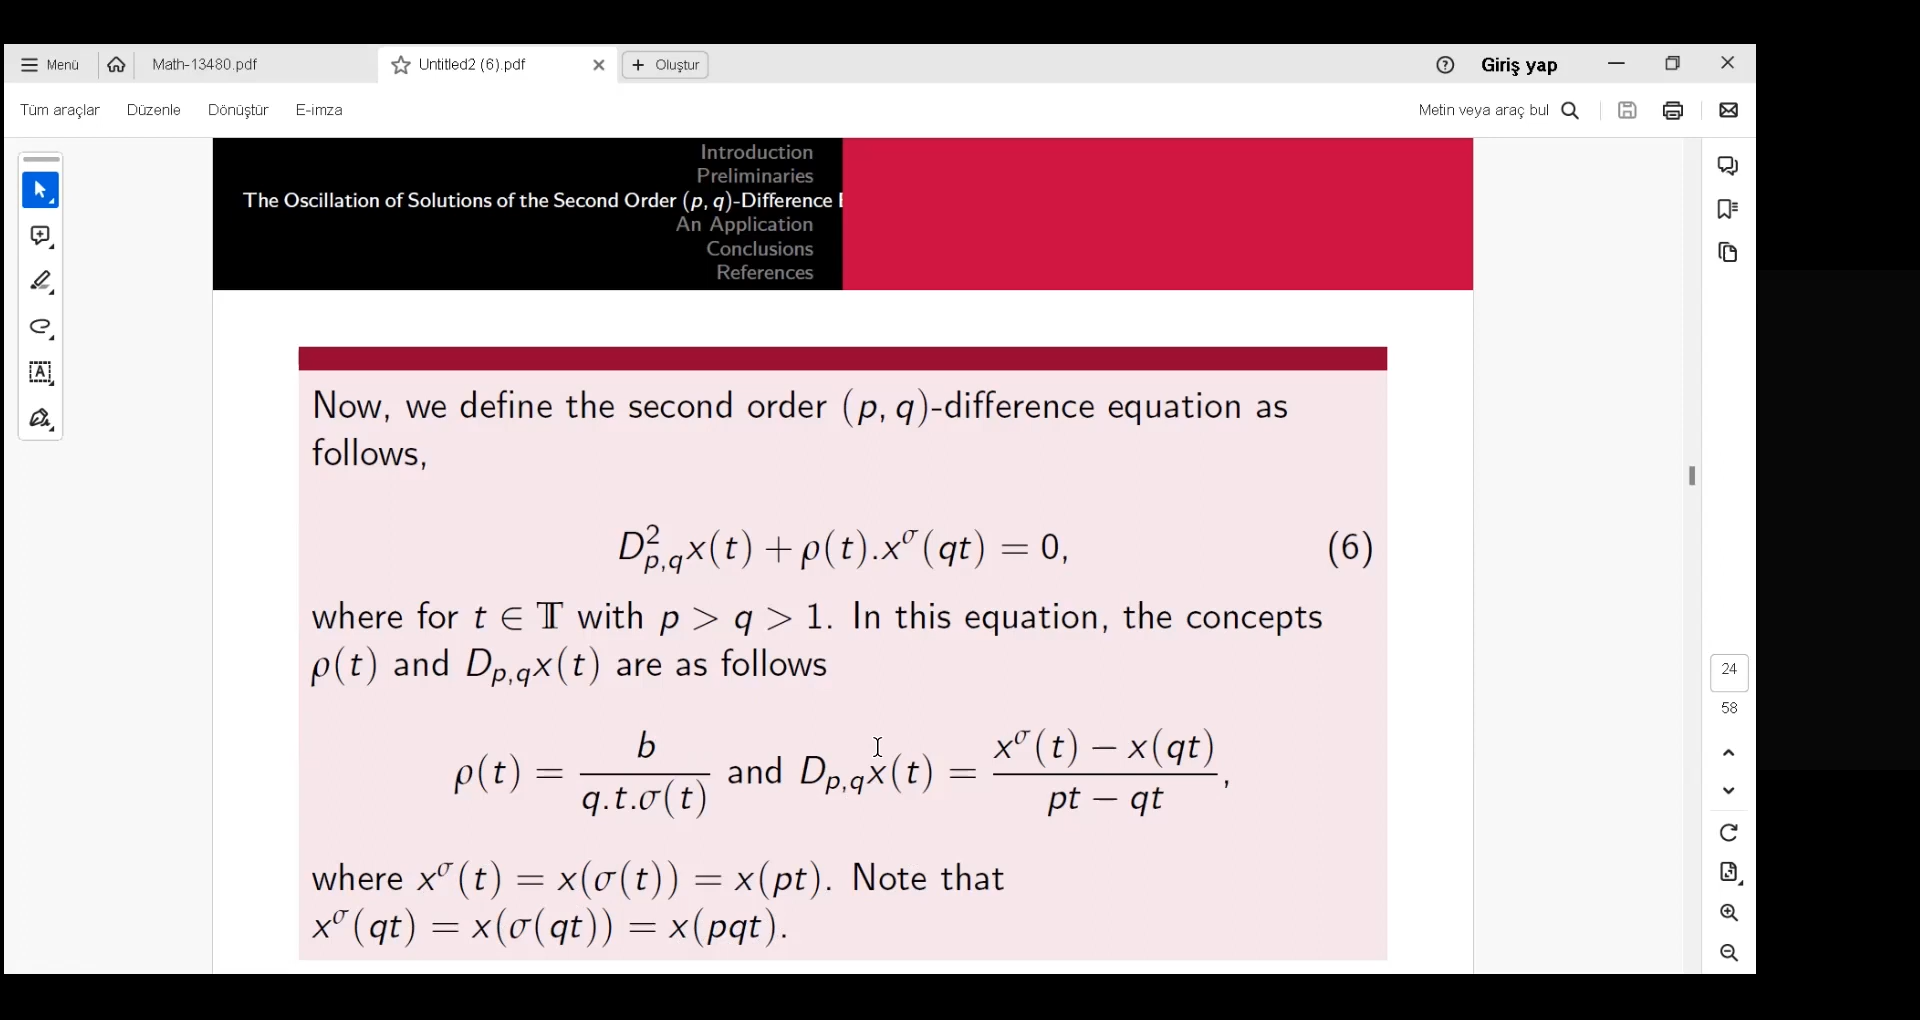 Menü
Math-13480.pdf
Untitled2 (6).pdf
+ Oluştur
Giriş yap
Tüm araçlar Düzenle Dönüştür E-imza
Metin veya araç bul
Introduction
Preliminaries
The Oscillation of Solutions of the Second Order (p, q)-Difference E
An Application
Conclusions
References
Now, we define the second order (p, q)-difference equation as
follows,
D²_{p,q}x(t) + ρ(t).x^σ(qt) = 0, (6)
where for t ∈ 𝕋 with p > q > 1. In this equation, the concepts
ρ(t) and D_{p,q}x(t) are as follows
ρ(t) = b / q.t.σ(t) and D_{p,q}x(t) = x^σ(t) − x(qt) / pt − qt,
where x^σ(t) = x(σ(t)) = x(pt). Note that
x^σ(qt) = x(σ(qt)) = x(pqt).
24
58